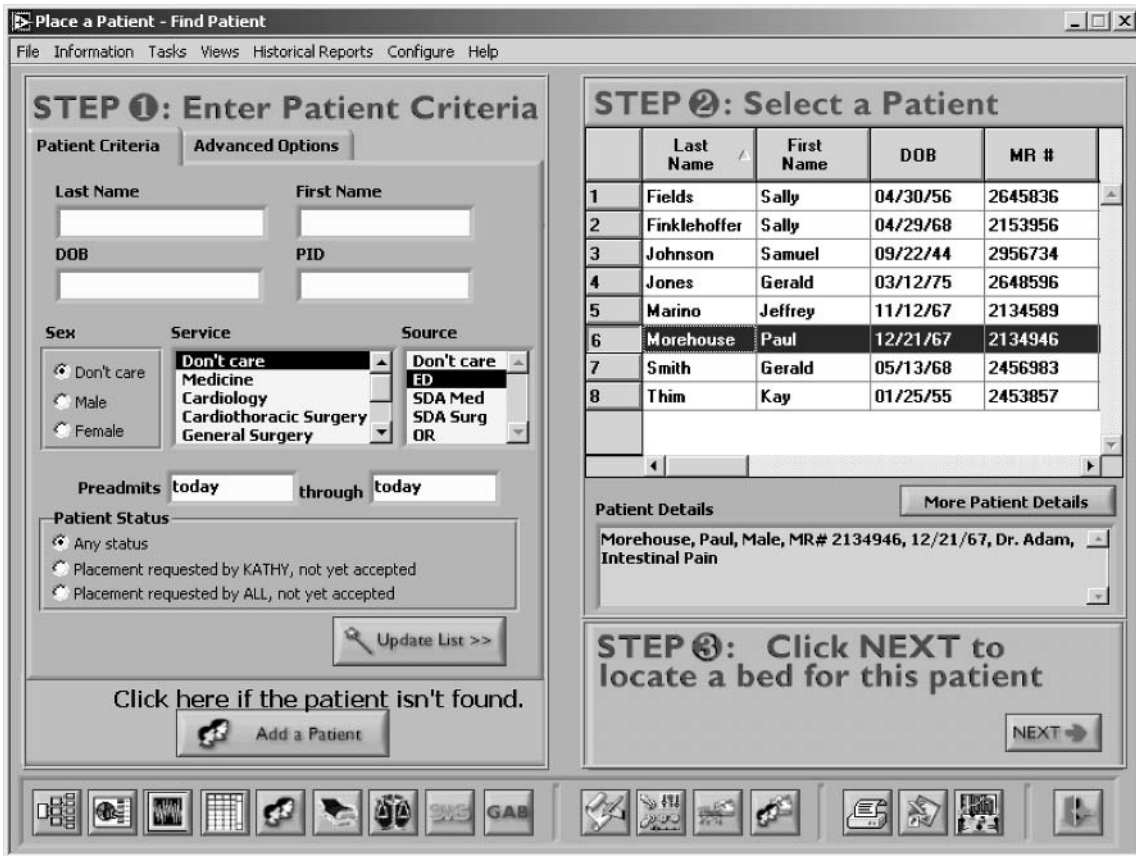 Place a Patient - Find Patient
File Information Tasks Views Historical Reports Configure Help
STEP 1: Enter Patient Criteria
Patient Criteria Advanced Options
Last Name First Name
DOB PID
Sex Service Source
Don't care
Male
Female
Don't care
Medicine
Cardiology
Cardiothoracic Surgery
General Surgery
Don't care
ED
SDA Med
SDA Surg
OR
Preadmits today through today
Patient Status
Any status
Placement requested by KATHY, not yet accepted
Placement requested by ALL, not yet accepted
Update List >>
Click here if the patient isn't found.
Add a Patient
STEP 2: Select a Patient
Last Name First Name DOB MR #
1 Fields Sally 04/30/56 2645836
2 Finklehoffer Sally 04/29/68 2153956
3 Johnson Samuel 09/22/44 2956734
4 Jones Gerald 03/12/75 2648596
5 Marino Jeffrey 11/12/67 2134589
6 Morehouse Paul 12/21/67 2134946
7 Smith Gerald 05/13/68 2456983
8 Thim Kay 01/25/55 2453857
Patient Details More Patient Details
Morehouse, Paul, Male, MR# 2134946, 12/21/67, Dr. Adam,
Intestinal Pain
STEP 3: Click NEXT to
locate a bed for this patient
NEXT
GAB